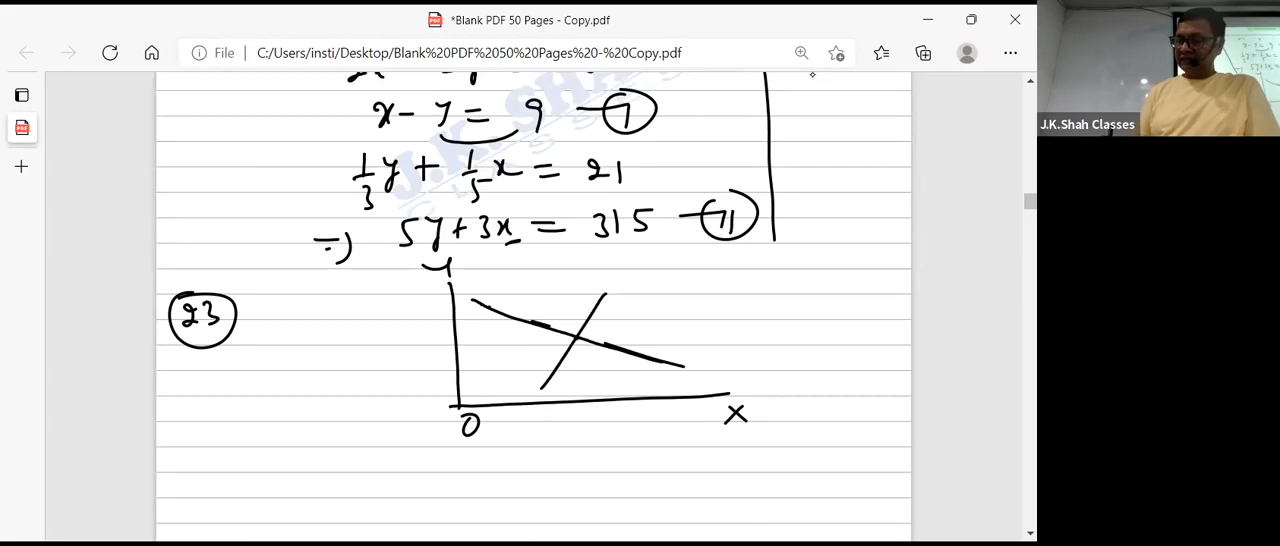 *Blank PDF 50 Pages - Copy.pdf
File | C:/Users/insti/Desktop/Blank%20PDF%2050%20Pages%20-%20Copy.pdf
J.K.Shah Classes
x - y = 9 — I
1/3 y + 1/5 x = 21
⇒ 5y + 3x = 315 — II
23
Y
O
X